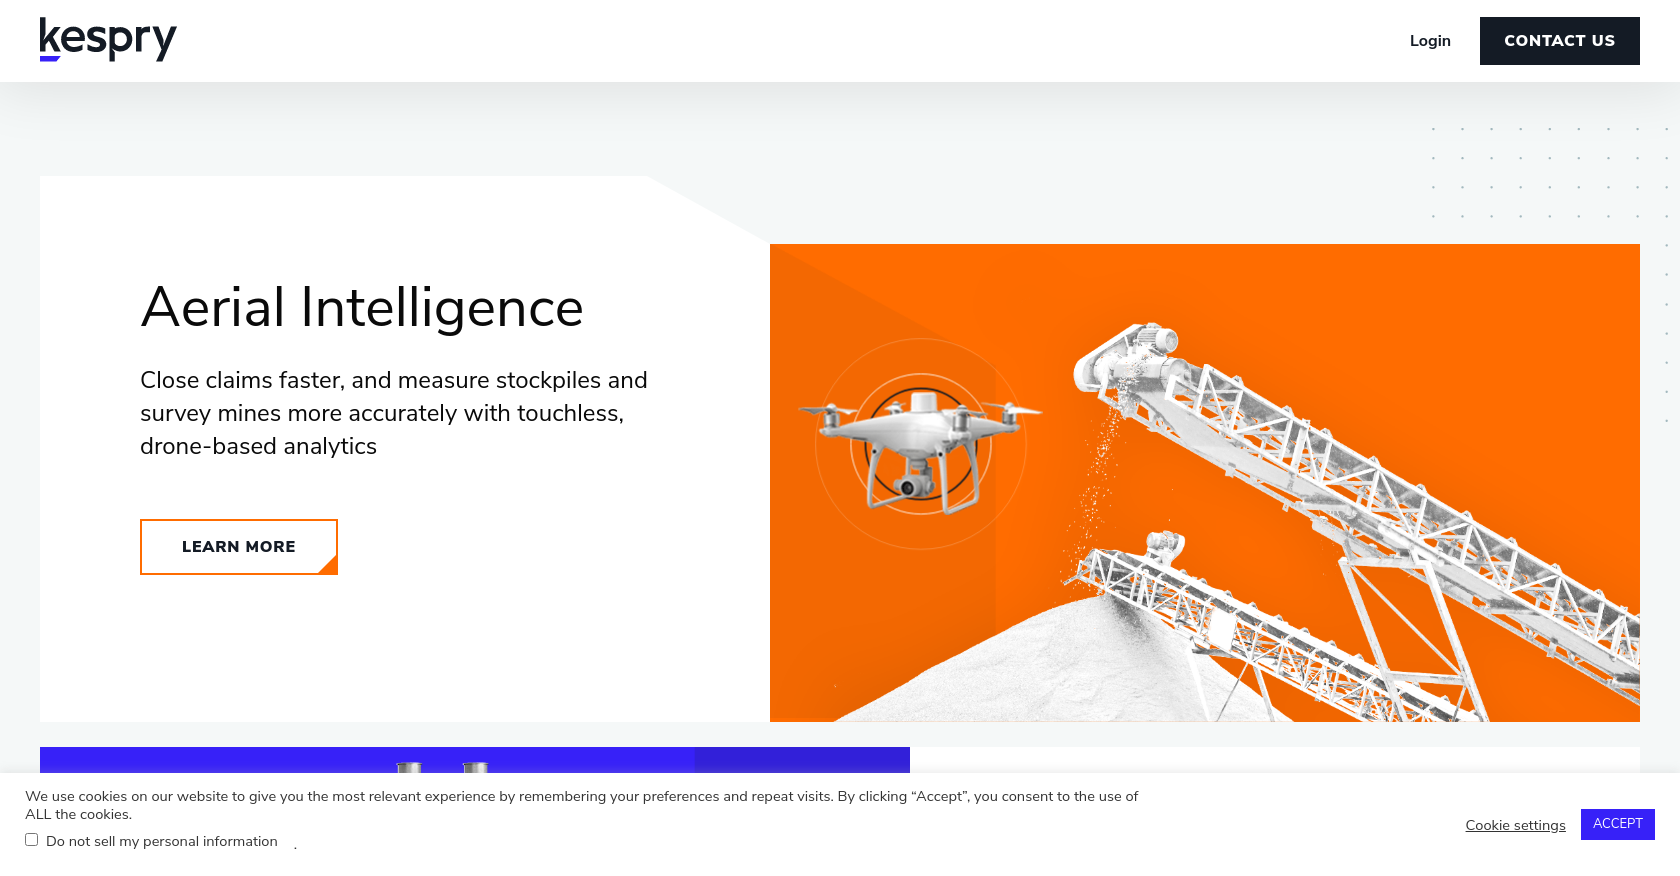 kespry
Login
CONTACT US
Aerial Intelligence
Close claims faster, and measure stockpiles and
survey mines more accurately with touchless,
drone-based analytics
LEARN MORE
We use cookies on our website to give you the most relevant experience by remembering your preferences and repeat visits. By clicking “Accept”, you consent to the use of
ALL the cookies.
Do not sell my personal information .
Cookie settings
ACCEPT